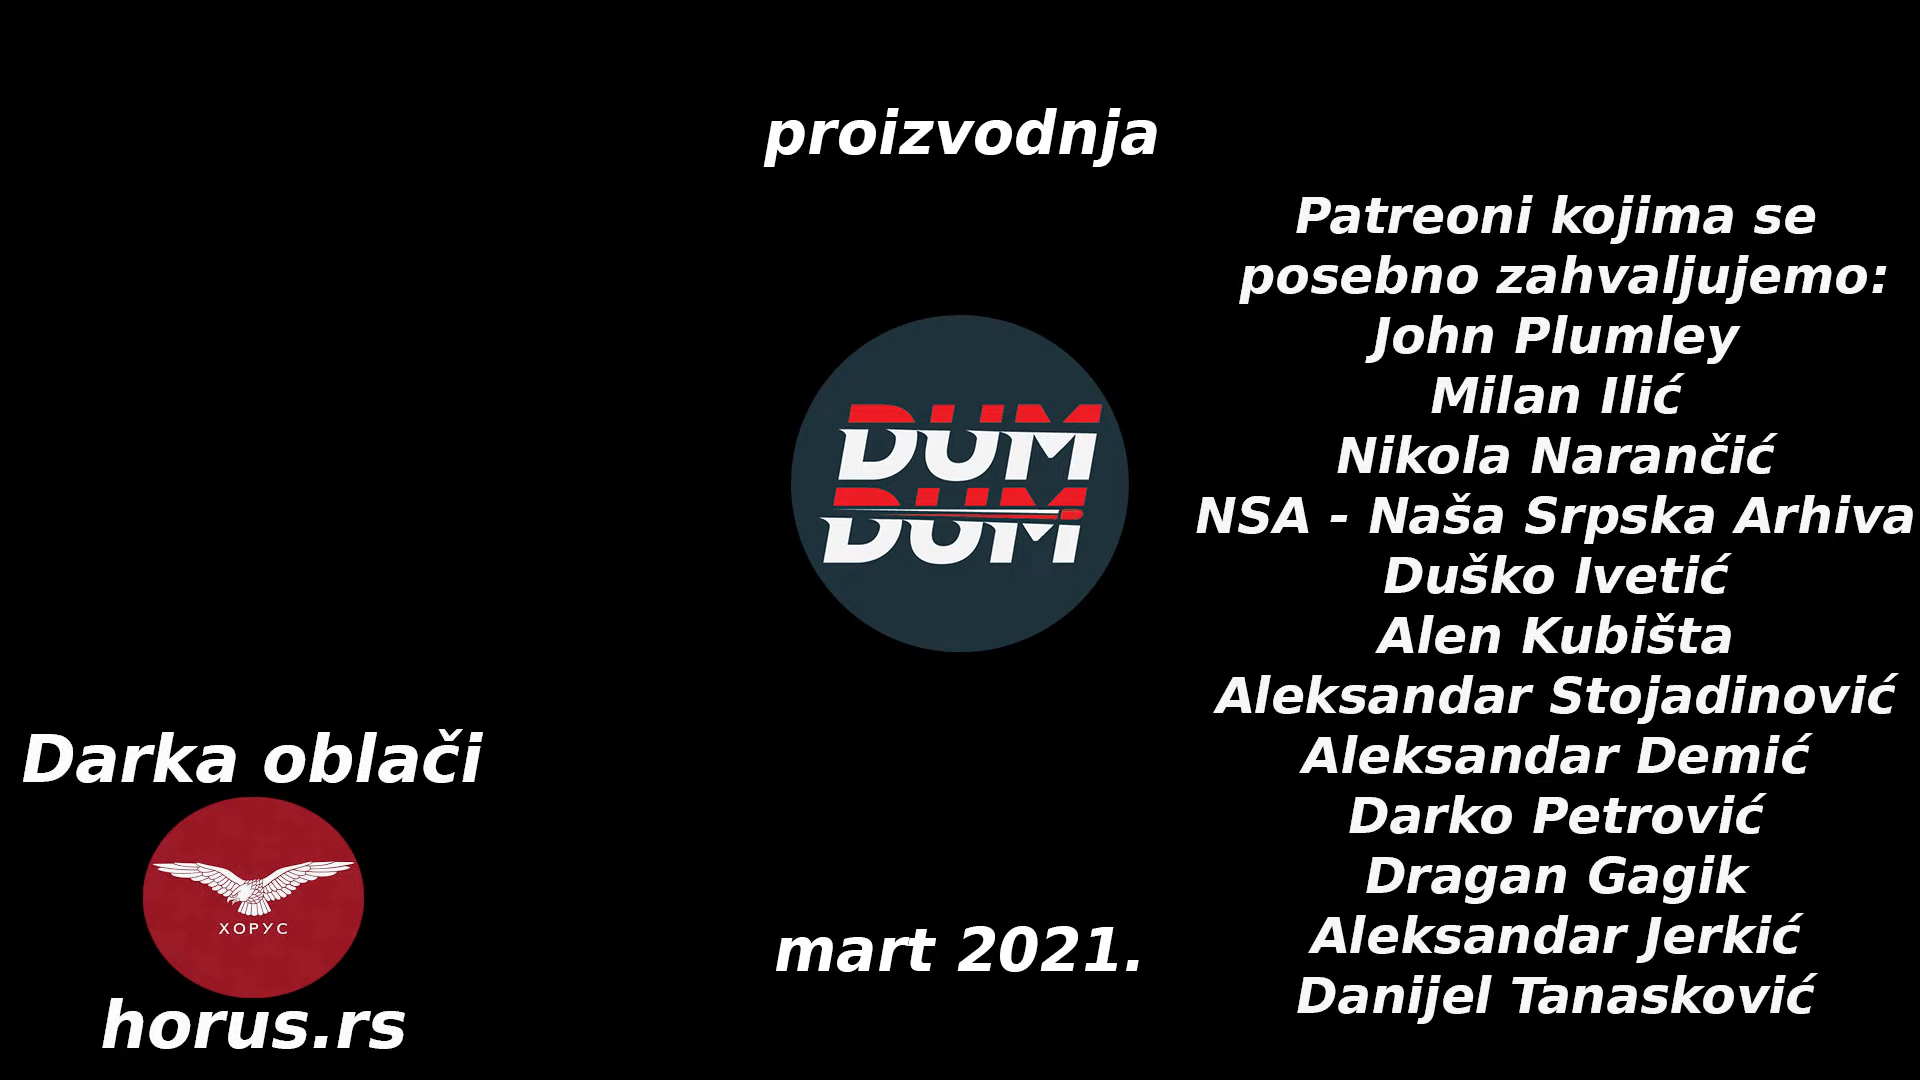 proizvodnja
DUM
DUM
mart 2021.
Darka oblači
ХОРУС
horus.rs
Patreoni kojima se
posebno zahvaljujemo:
John Plumley
Milan Ilić
Nikola Narančić
NSA - Naša Srpska Arhiva
Duško Ivetić
Alen Kubišta
Aleksandar Stojadinović
Aleksandar Demić
Darko Petrović
Dragan Gagik
Aleksandar Jerkić
Danijel Tanasković